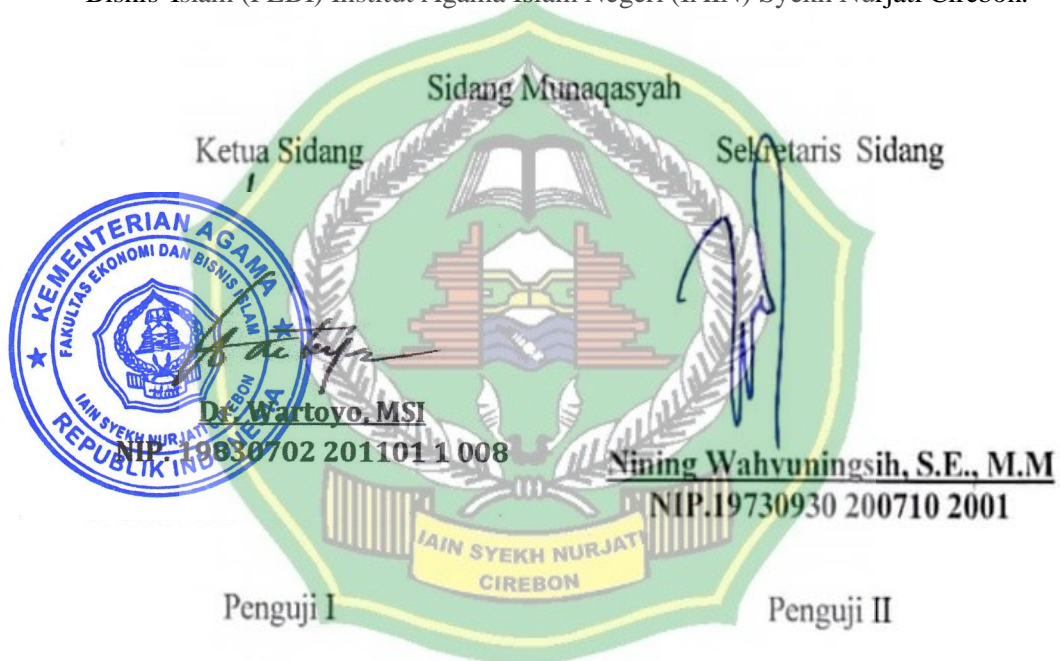 Bisnis Islam (FEBI) Institut Agama Islam Negeri (IAIN) Syekh Nurjati Cirebon.
Sidang Munaqasyah
Ketua Sidang
Sekretaris Sidang
KEMENTERIAN AGAMA
FAKULTAS EKONOMI DAN BISNIS ISLAM
IAIN SYEKH NURJATI CIREBON
REPUBLIK INDONESIA
Dr. Wartoyo, MSI
NIP. 19830702 201101 1 008
Nining Wahyuningsih, S.E., M.M
NIP.19730930 200710 2001
IAIN SYEKH NURJATI
CIREBON
Penguji I
Penguji II